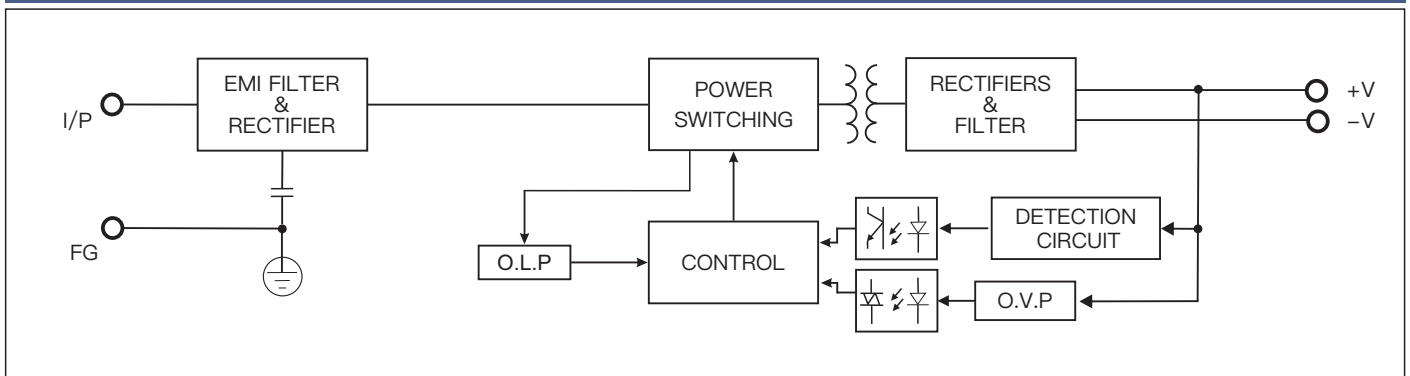 EMI FILTER
&
RECTIFIER
POWER
SWITCHING
RECTIFIERS
&
FILTER
I/P
+V
–V
FG
O.L.P
CONTROL
DETECTION
CIRCUIT
O.V.P